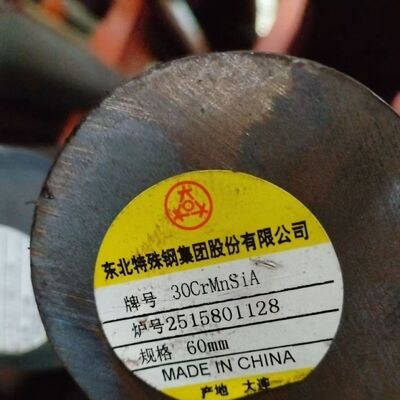 东北特殊钢集团股份有限公司
牌号 30CrMnSiA
炉号 2515801128
规格 60mm
MADE IN CHINA
产地 大连